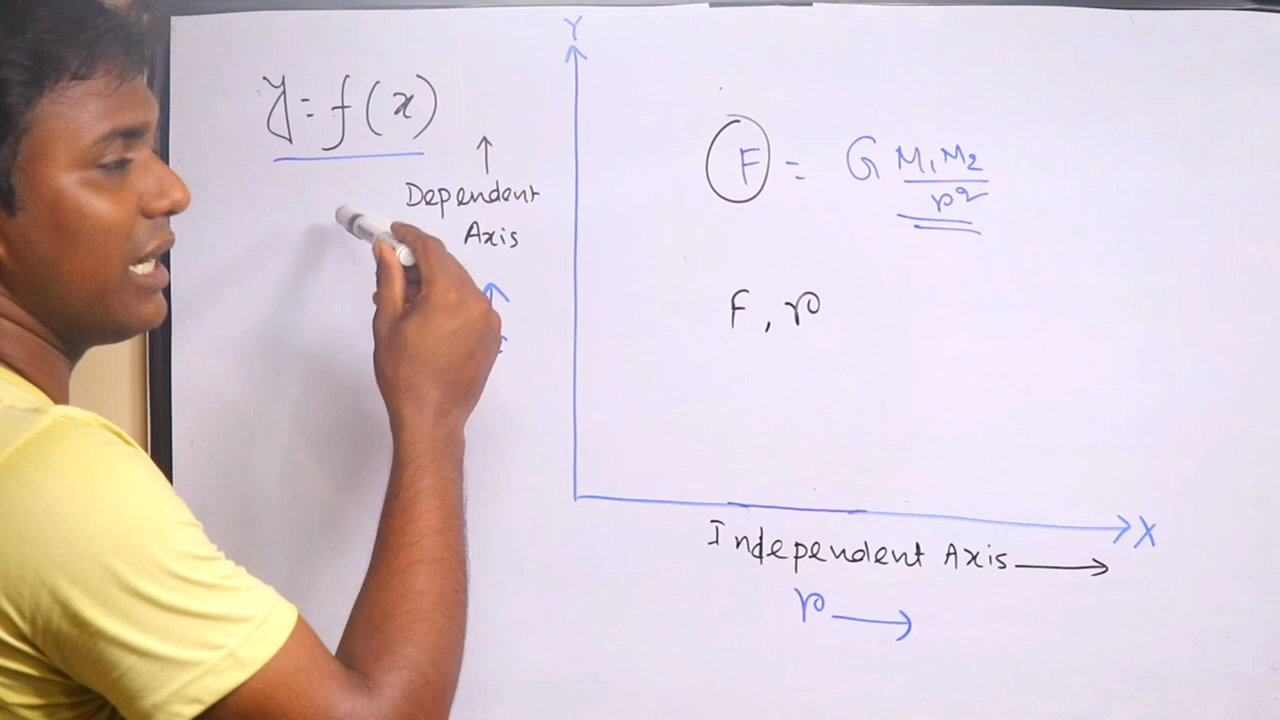 y = f(x)
Dependent
Axis
Y
F = G M₁M₂/r²
F, r
X
Independent Axis
r